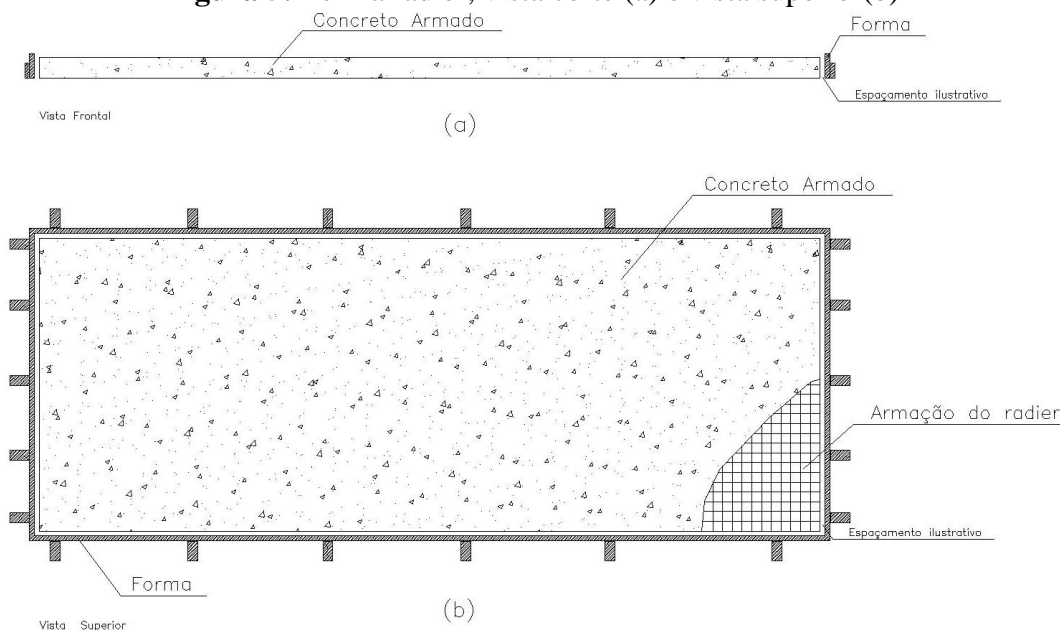 Concreto Armado
Forma
Espaçamento ilustrativo
Vista Frontal
(a)
Concreto Armado
Armação do radier
Espaçamento ilustrativo
Forma
(b)
Vista Superior